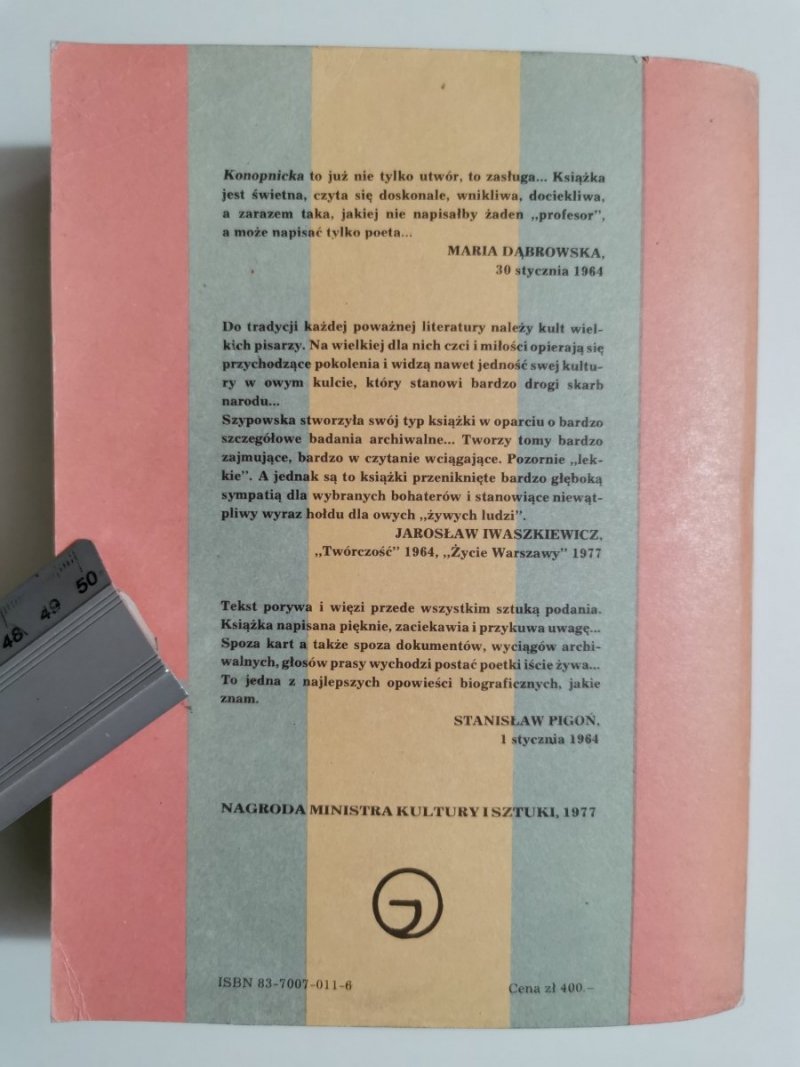 Konopnicka to już nie tylko utwór, to zasługa... Książka
jest świetna, czyta się doskonale, wnikliwa, dociekliwa,
a zarazem taka, jakiej nie napisałby żaden „profesor”,
a może napisać tylko poeta...
MARIA DĄBROWSKA,
30 stycznia 1964
Do tradycji każdej poważnej literatury należy kult wiel-
kich pisarzy. Na wielkiej dla nich czci i miłości opierają się
przychodzące pokolenia i widzą nawet jedność swej kultu-
ry w owym kulcie, który stanowi bardzo drogi skarb
narodu...
Szypowska stworzyła swój typ książki w oparciu o bardzo
szczegółowe badania archiwalne... Tworzy tomy bardzo
zajmujące, bardzo w czytanie wciągające. Pozornie „lek-
kie”. A jednak są to książki przeniknięte bardzo głęboką
sympatią dla wybranych bohaterów i stanowiące niewąt-
pliwy wyraz hołdu dla owych „żywych ludzi”.
JAROSŁAW IWASZKIEWICZ,
„Twórczość” 1964, „Życie Warszawy” 1977
Tekst porywa i więzi przede wszystkim sztuką podania.
Książka napisana pięknie, zaciekawia i przykuwa uwagę...
Spoza kart a także spoza dokumentów, wyciągów archi-
walnych, głosów prasy wychodzi postać poetki iście żywa...
To jedna z najlepszych opowieści biograficznych, jakie
znam.
STANISŁAW PIGOŃ,
1 stycznia 1964
NAGRODA MINISTRA KULTURY I SZTUKI, 1977
ISBN 83-7007-011-6
Cena zł 400.–
48 49 50